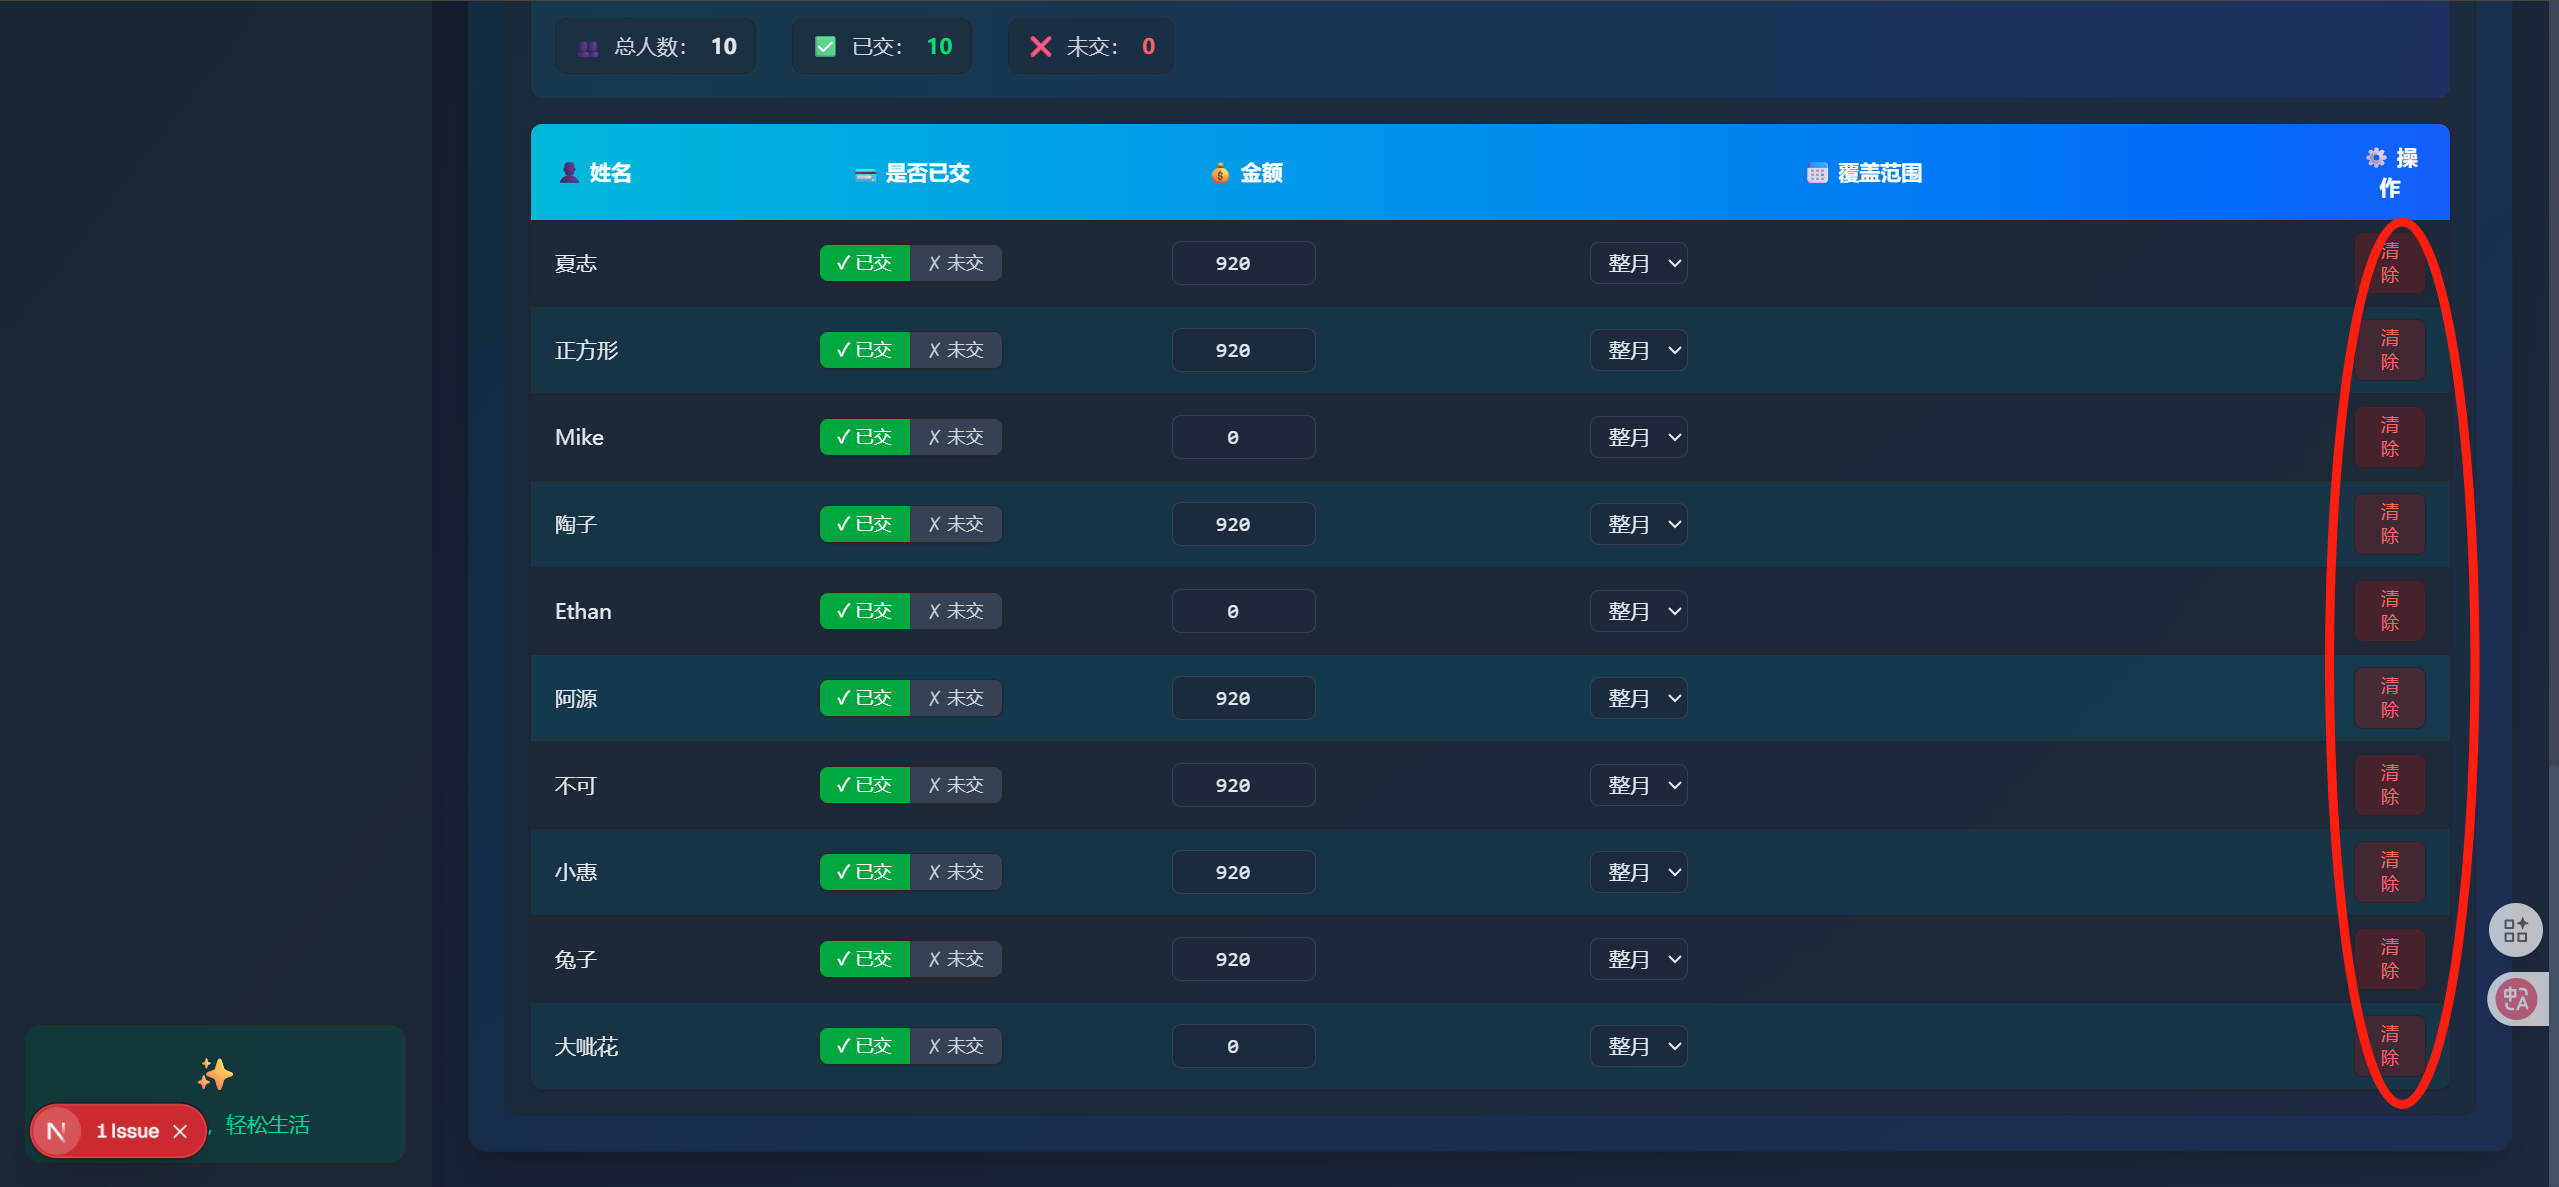 总人数： 10 已交： 10 未交： 0
姓名 是否已交 金额 覆盖范围 操
作
夏志 ✓ 已交 ✗ 未交 920 整月 清
除
正方形 ✓ 已交 ✗ 未交 920 整月 清
除
Mike ✓ 已交 ✗ 未交 0 整月 清
除
陶子 ✓ 已交 ✗ 未交 920 整月 清
除
Ethan ✓ 已交 ✗ 未交 0 整月 清
除
阿源 ✓ 已交 ✗ 未交 920 整月 清
除
不可 ✓ 已交 ✗ 未交 920 整月 清
除
小惠 ✓ 已交 ✗ 未交 920 整月 清
除
兔子 ✓ 已交 ✗ 未交 920 整月 清
除
大呲花 ✓ 已交 ✗ 未交 0 整月 清
除
，轻松生活
N 1 Issue ×
中A